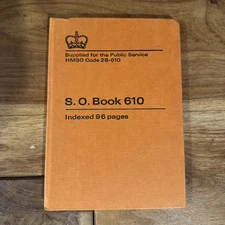 Supplied for the Public Service
HMSO Code 28-610
S. O. Book 610
Indexed 96 pages